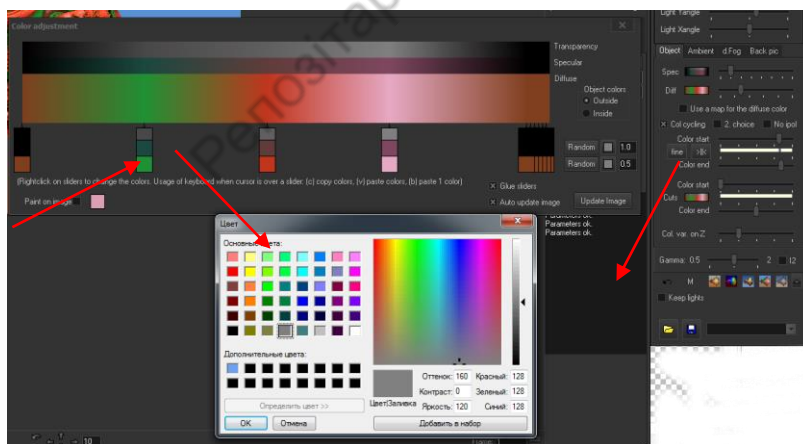 Light Yangle
Light Xangle
Color adjustment
Transparency
Specular
Diffuse
Object colors
Outside
Inside
Random 1.0
Random 0.5
(Rightclick on sliders to change the colors. Usage of keyboard when cursor is over a slider: (c) copy colors, (v) paste colors, (b) paste 1 color)
Glue sliders
Paint on image
Auto update image
Update Image
Репозітар
Object Ambient d.Fog Back pic
Spec
Diff
Use a map for the diffuse color
Col cycling 2. choice No ipol
Color start
fine
Color end
Color start
Cuts
Color end
Col. var. on Z
Gamma: 0.5 2 I2
M
Keep lights
Parameters ok.
Parameters ok.
Цвет
Основные цвета:
Дополнительные цвета:
Определить цвет >>
ОК Отмена
Цвет|Заливка
Оттенок: 160 Красный: 128
Контраст: 0 Зеленый: 128
Яркость: 120 Синий: 128
Добавить в набор
10